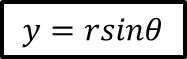 y = rsinθ